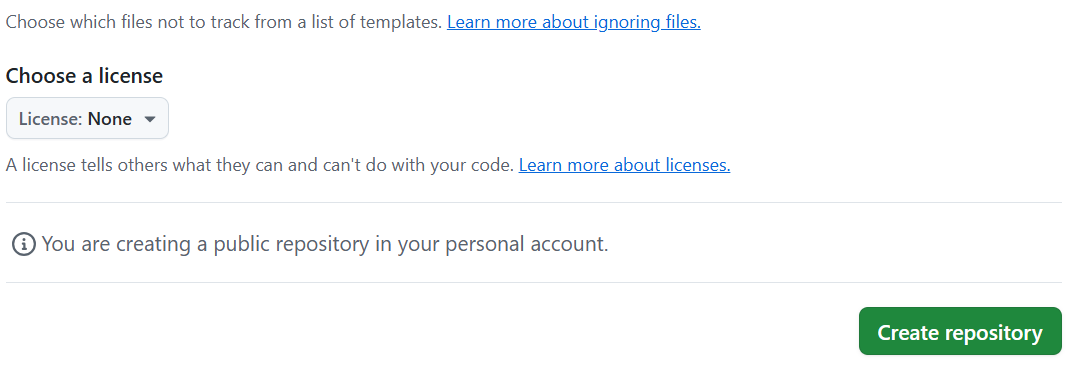 Choose which files not to track from a list of templates. Learn more about ignoring files.
Choose a license
License: None
A license tells others what they can and can't do with your code. Learn more about licenses.
You are creating a public repository in your personal account.
Create repository